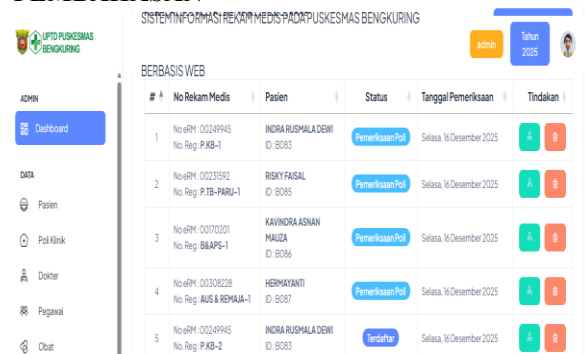 SISTEM INFORMASI REKAM MEDIS PADA PUSKESMAS BENGKURING
UPTD PUSKESMAS
BENGKURING
admin
Tahun
2025
BERBASIS WEB
ADMIN
Dashboard
DATA
Pasien
Poli Klinik
Dokter
Pegawai
Obat
# No Rekam Medis Pasien Status Tanggal Pemeriksaan Tindakan
1 No eRM : 00249945 INDRA RUSMALA DEWI Pemeriksaan Poli Selasa, 16 Desember 2025
No. Reg : P.KB-1 ID : B083
2 No eRM : 00231592 RISKY FAISAL Pemeriksaan Poli Selasa, 16 Desember 2025
No. Reg : P.TB-PARU-1 ID : B085
3 No eRM : 00170201 KAVINDRA ASNAN MAUZA Pemeriksaan Poli Selasa, 16 Desember 2025
No. Reg : B&APS-1 ID : B086
4 No eRM : 00308228 HERMAYANTI Pemeriksaan Poli Selasa, 16 Desember 2025
No. Reg : AUS & REMAJA-1 ID : B087
5 No eRM : 00249945 INDRA RUSMALA DEWI Terdaftar Selasa, 16 Desember 2025
No. Reg : P.KB-2 ID : B083